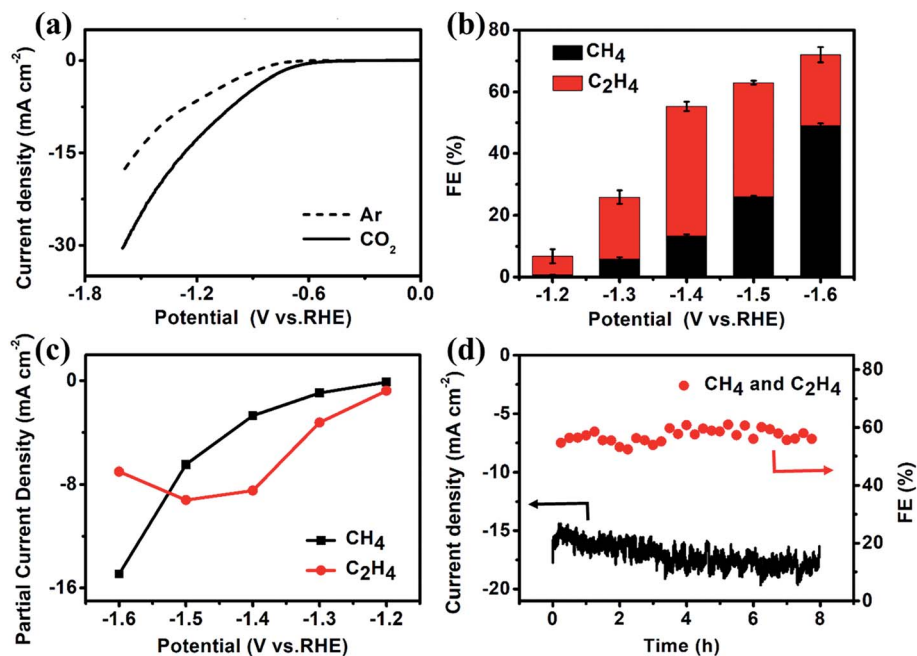 (a)
Current density (mA cm-2)
0
-15
-30
Ar
CO2
-1.8
-1.2
-0.6
0.0
Potential (V vs.RHE)
(b)
FE (%)
80
60
40
20
0
CH4
C2H4
-1.2
-1.3
-1.4
-1.5
-1.6
Potential (V vs.RHE)
(c)
Partial Current Density (mA cm-2)
0
-8
-16
CH4
C2H4
-1.6
-1.5
-1.4
-1.3
-1.2
Potential (V vs.RHE)
(d)
Current density (mA cm-2)
0
-5
-10
-15
-20
CH4 and C2H4
80
60
40
20
0
FE (%)
0
2
4
6
8
Time (h)